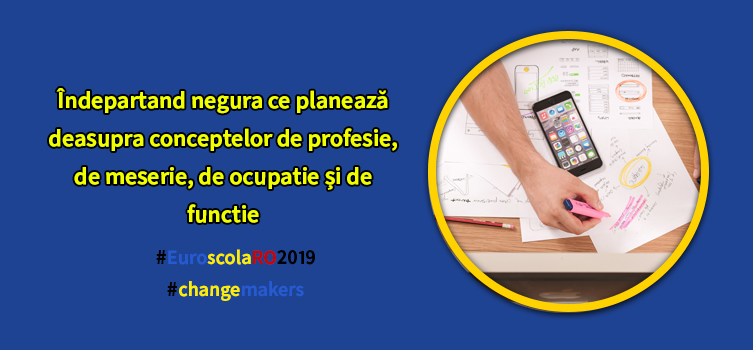 Îndepartand negura ce planează
deasupra conceptelor de profesie,
de meserie, de ocupatie şi de
functie
#EuroscolaRO2019
#changemakers